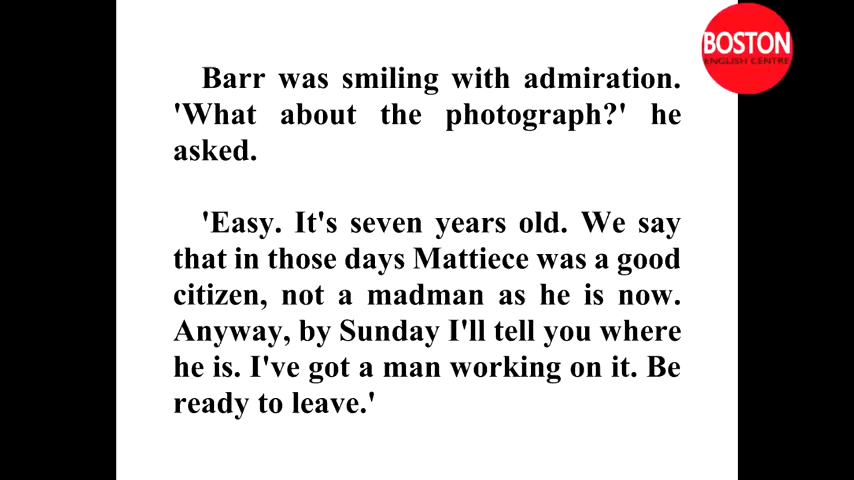 BOSTON
ENGLISH CENTRE
Barr was smiling with admiration.
'What about the photograph?' he
asked.
'Easy. It's seven years old. We say
that in those days Mattiece was a good
citizen, not a madman as he is now.
Anyway, by Sunday I'll tell you where
he is. I've got a man working on it. Be
ready to leave.'